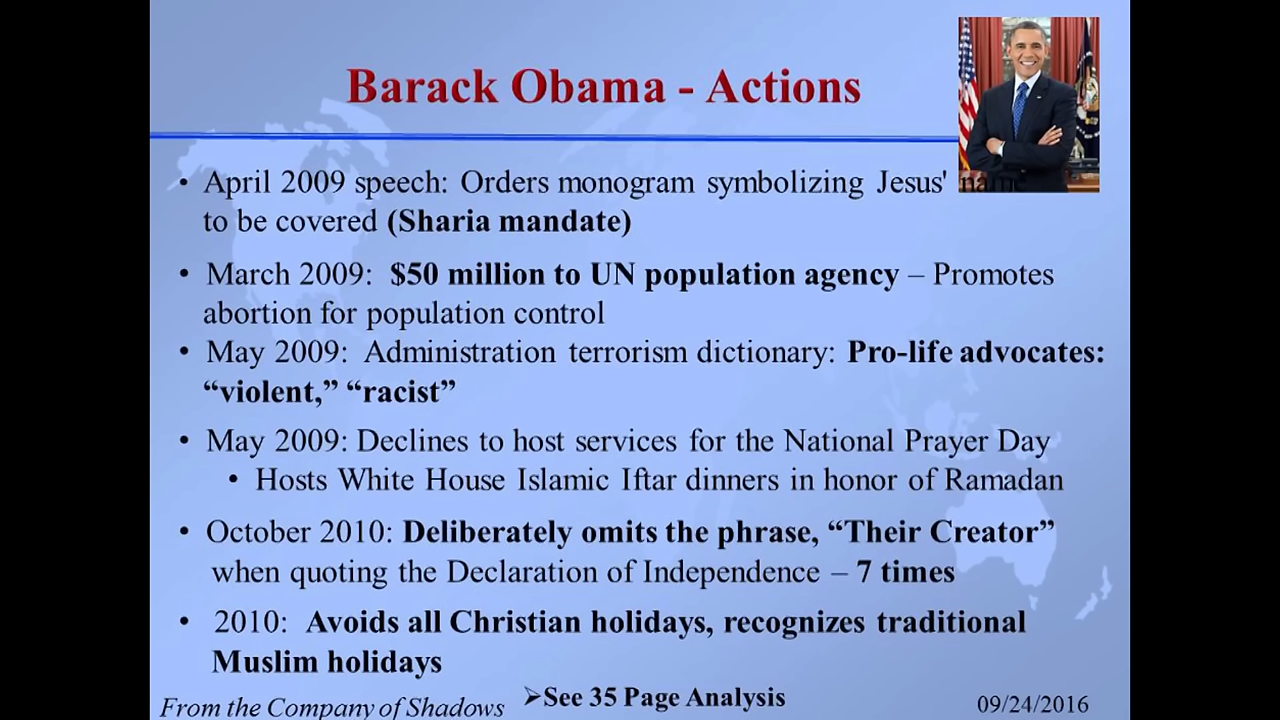 Barack Obama - Actions
• April 2009 speech: Orders monogram symbolizing Jesus' name
to be covered (Sharia mandate)
• March 2009: $50 million to UN population agency – Promotes
abortion for population control
• May 2009: Administration terrorism dictionary: Pro-life advocates:
“violent,” “racist”
• May 2009: Declines to host services for the National Prayer Day
• Hosts White House Islamic Iftar dinners in honor of Ramadan
• October 2010: Deliberately omits the phrase, “Their Creator”
when quoting the Declaration of Independence – 7 times
• 2010: Avoids all Christian holidays, recognizes traditional
Muslim holidays
➢See 35 Page Analysis
From the Company of Shadows
09/24/2016